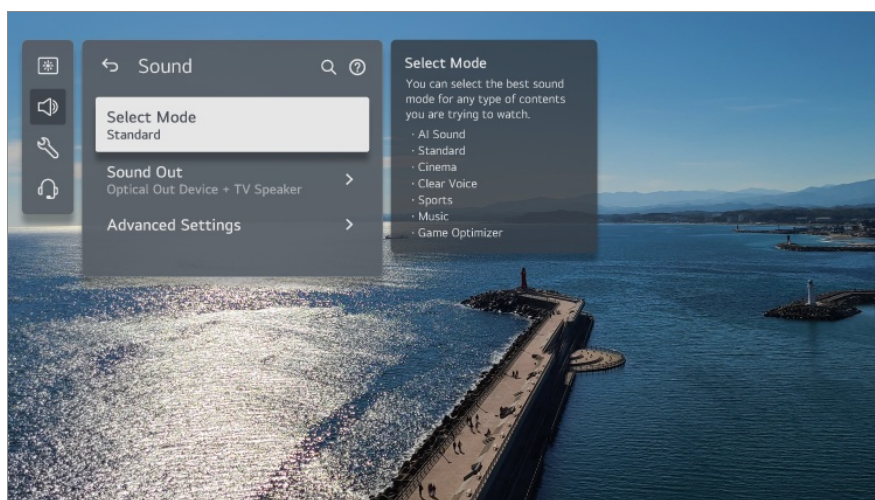 Sound
Select Mode
Standard
Sound Out
Optical Out Device + TV Speaker
Advanced Settings
Select Mode
You can select the best sound
mode for any type of contents
you are trying to watch.
· AI Sound
· Standard
· Cinema
· Clear Voice
· Sports
· Music
· Game Optimizer